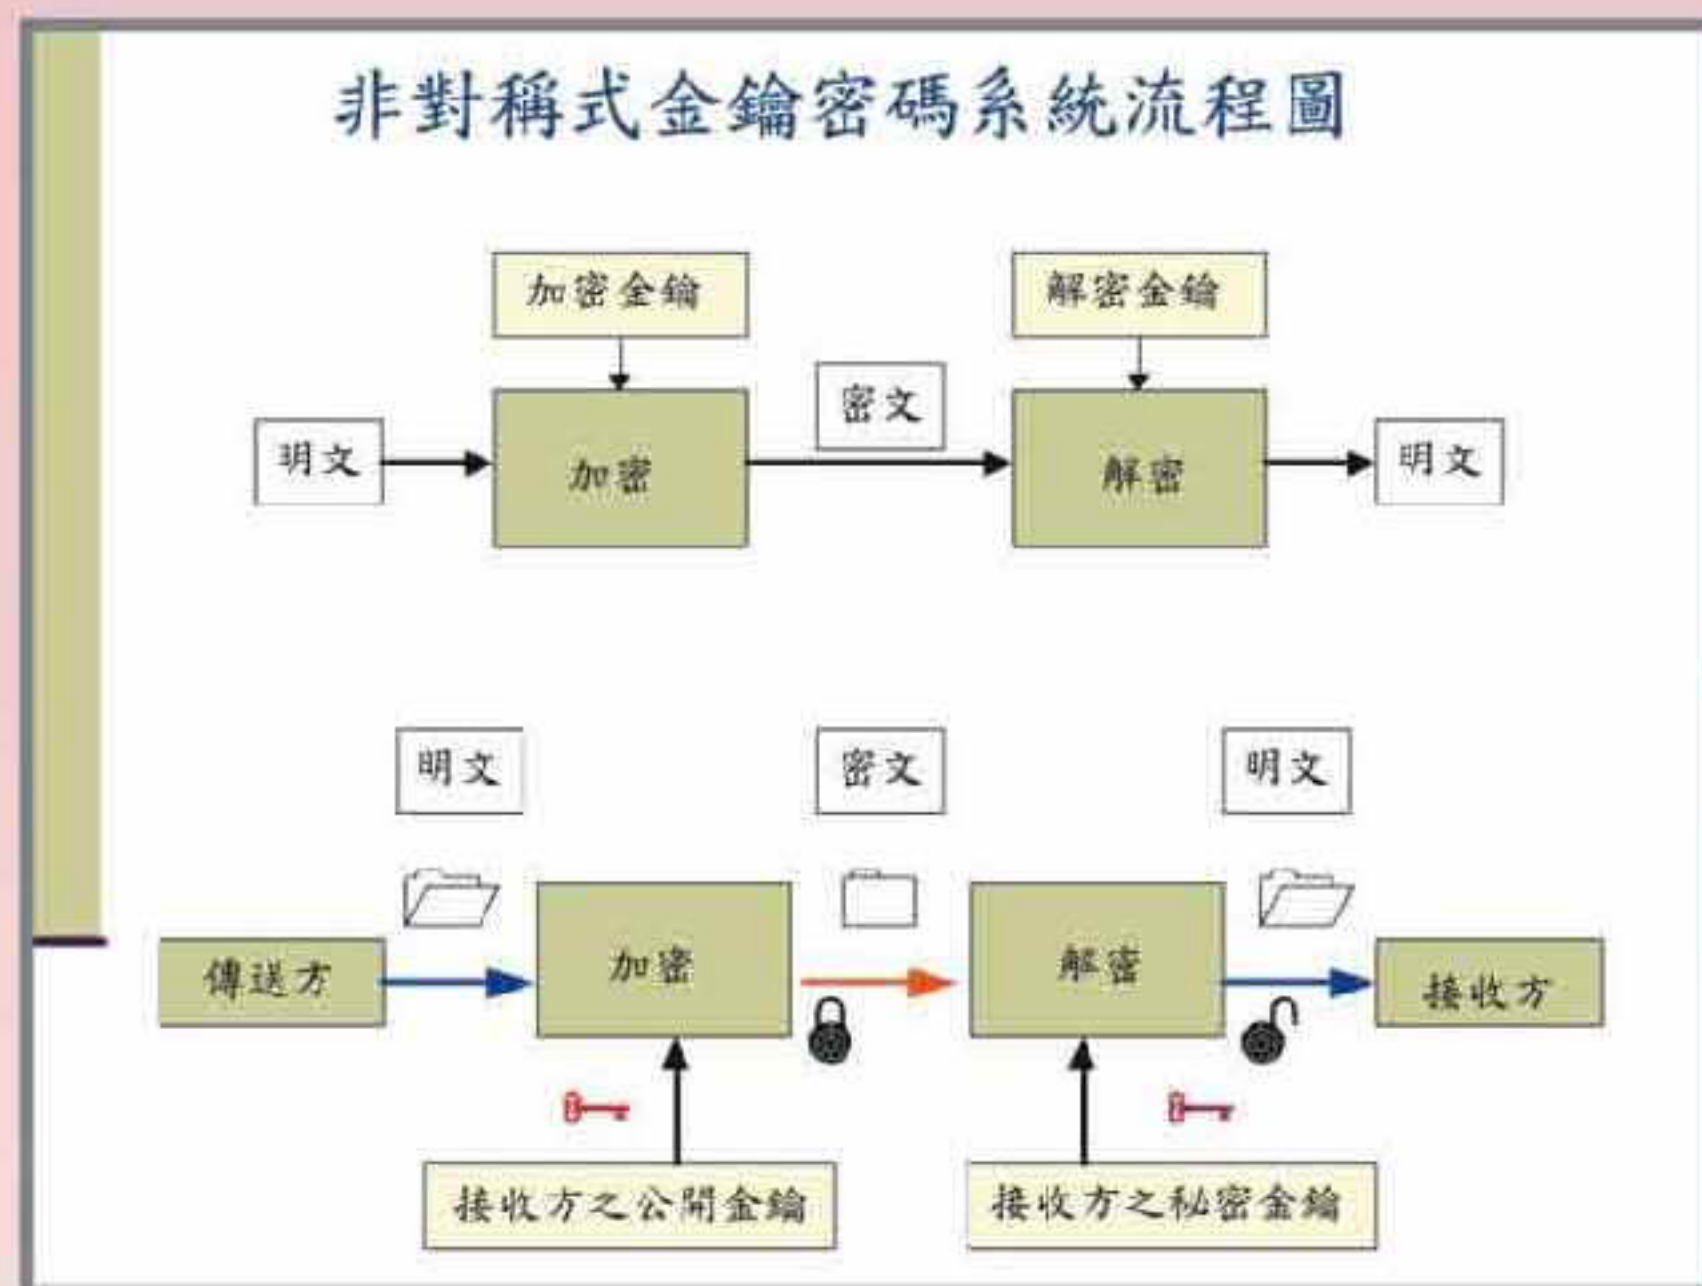 非對稱式金鑰密碼系統流程圖
加密金鑰
解密金鑰
密文
明文
加密
解密
明文
明文
密文
明文
傳送方
加密
解密
接收方
接收方之公開金鑰
接收方之秘密金鑰